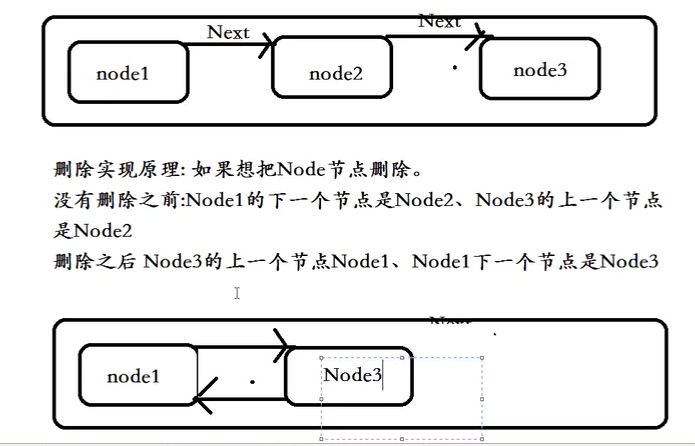 Next Next
node1 node2 node3
删除实现原理: 如果想把Node节点删除。
没有删除之前:Node1的下一个节点是Node2、Node3的上一个节点
是Node2
删除之后 Node3的上一个节点Node1、Node1下一个节点是Node3
node1 Node3